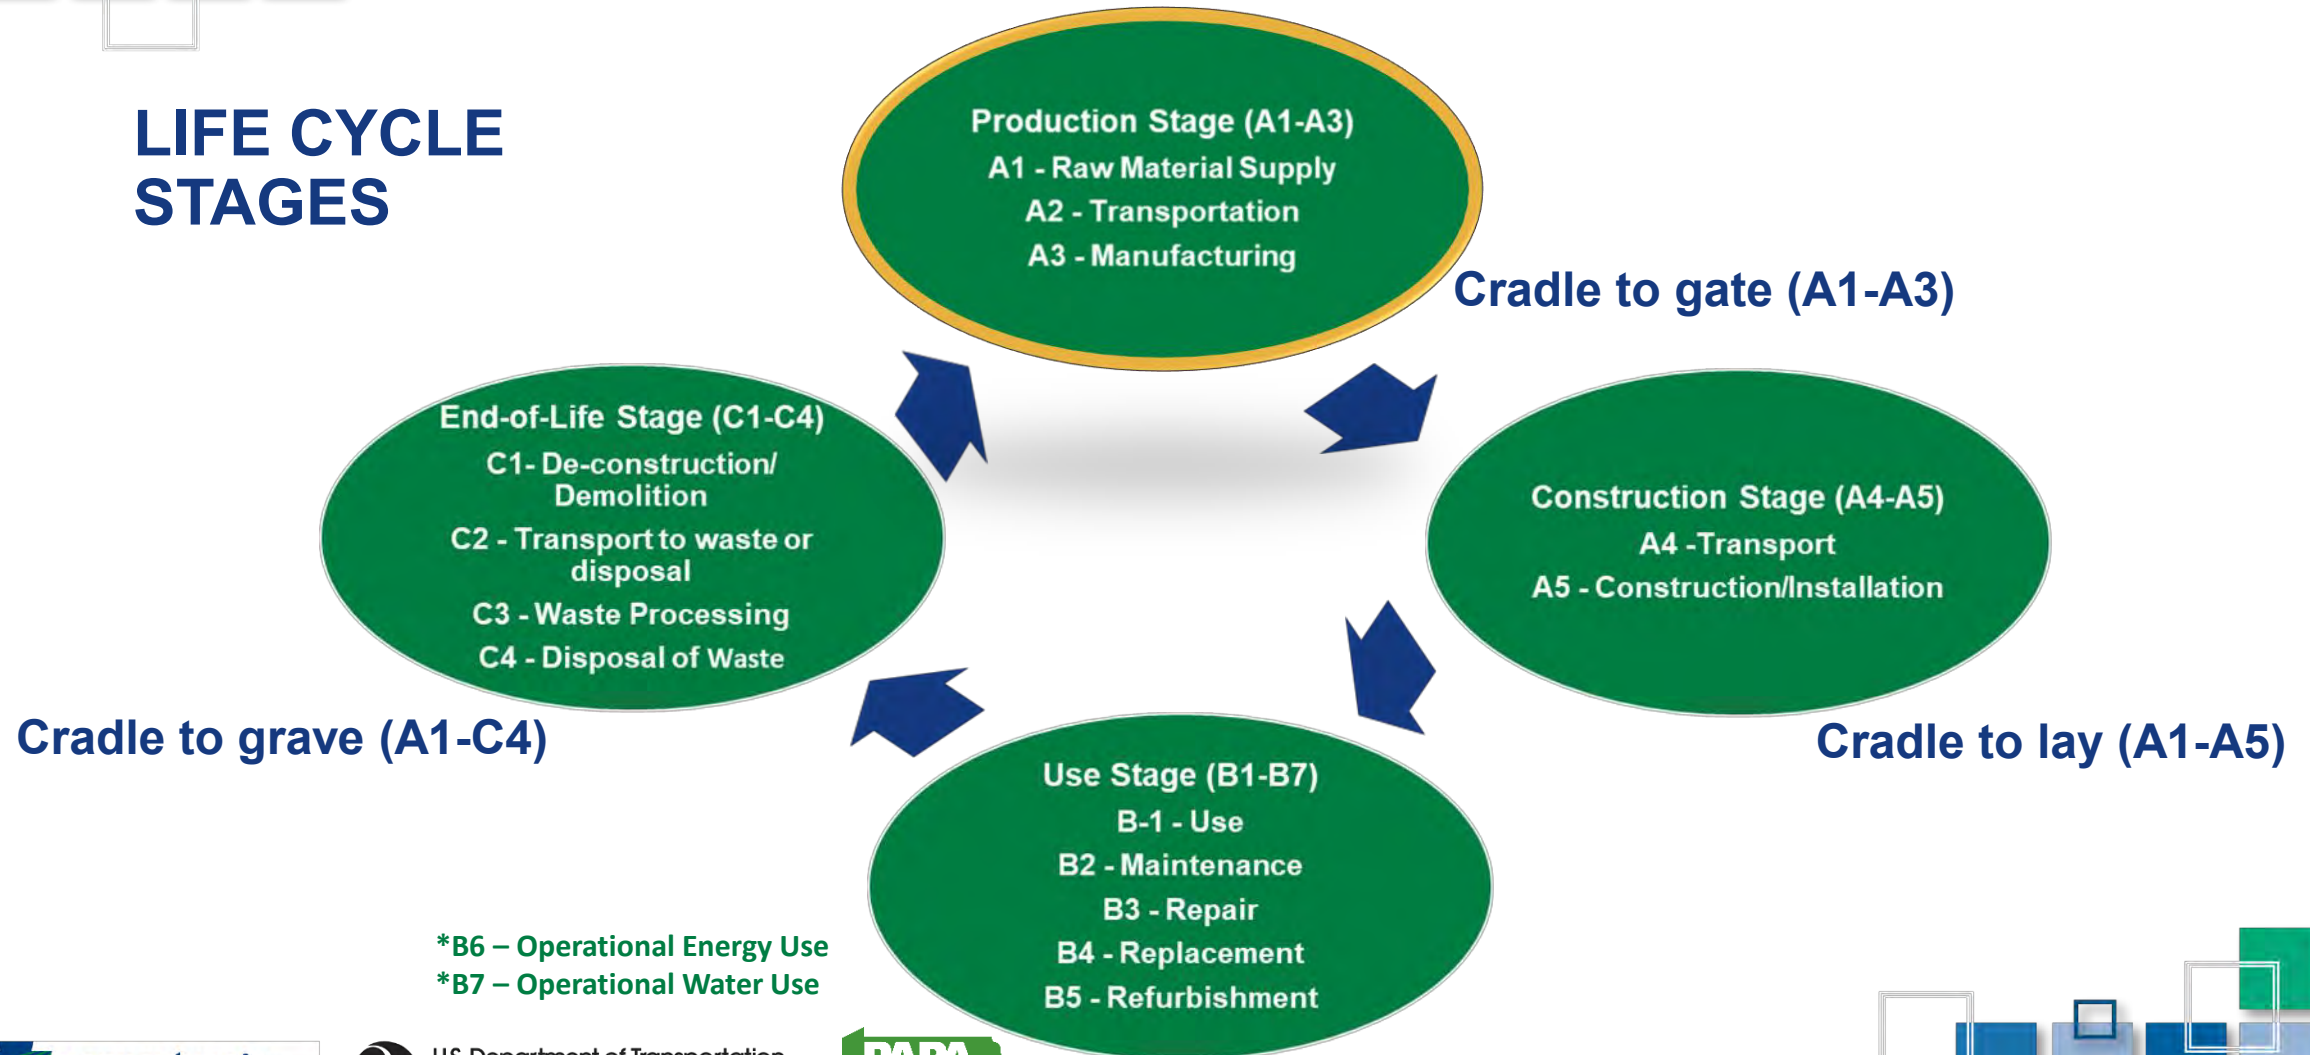 LIFE CYCLE
STAGES
Production Stage (A1-A3)
A1 - Raw Material Supply
A2 - Transportation
A3 - Manufacturing
Cradle to gate (A1-A3)
Construction Stage (A4-A5)
A4 -Transport
A5 - Construction/Installation
Cradle to lay (A1-A5)
Use Stage (B1-B7)
B-1 - Use
B2 - Maintenance
B3 - Repair
B4 - Replacement
B5 - Refurbishment
*B6 – Operational Energy Use
*B7 – Operational Water Use
End-of-Life Stage (C1-C4)
C1- De-construction/
Demolition
C2 - Transport to waste or
disposal
C3 - Waste Processing
C4 - Disposal of Waste
Cradle to grave (A1-C4)
U.S. Department of Transportation
PAPA